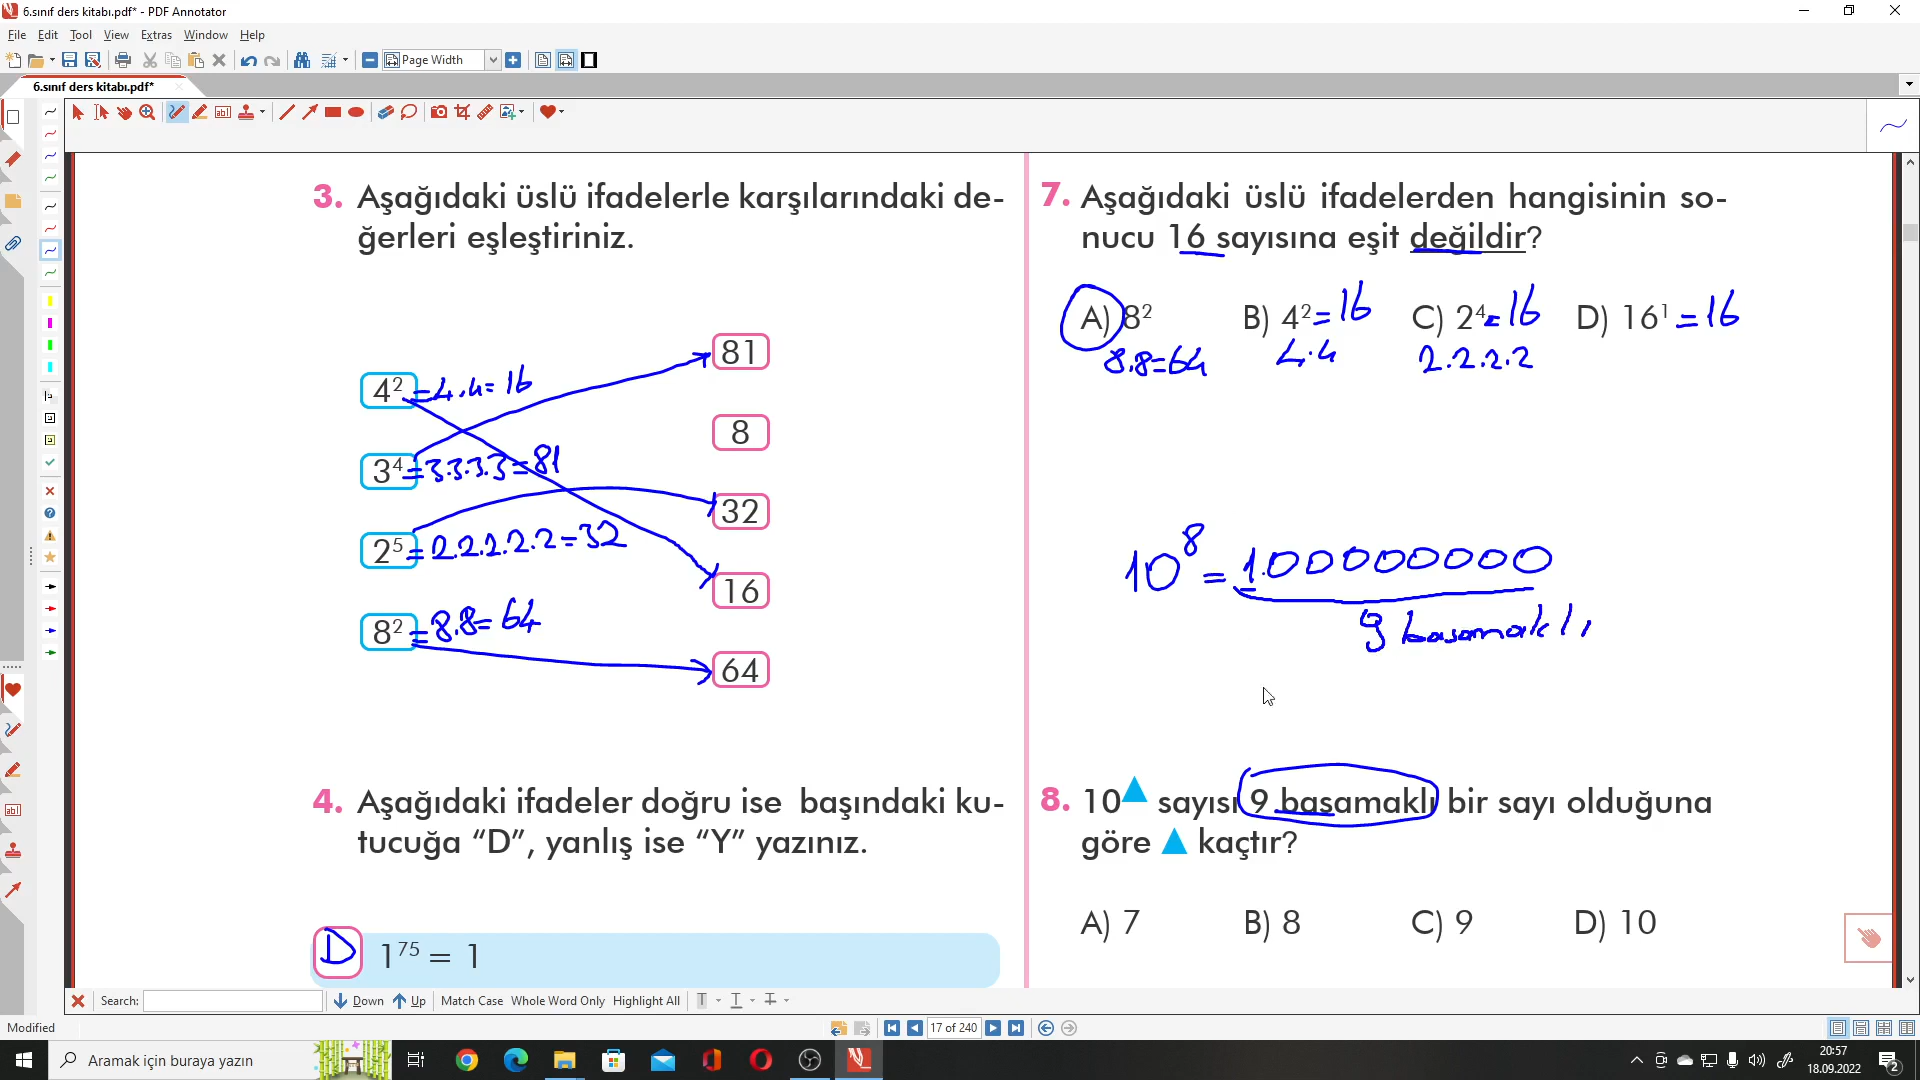 6.sınıf ders kitabı.pdf* - PDF Annotator
File Edit Tool View Extras Window Help
Page Width
6.sınıf ders kitabı.pdf*
3. Aşağıdaki üslü ifadelerle karşılarındaki de-
ğerleri eşleştiriniz.
4² = 4.4 = 16
3⁴ = 3.3.3.3 = 81
2⁵ = 2.2.2.2.2 = 32
8² = 8.8 = 64
81
8
32
16
64
4. Aşağıdaki ifadeler doğru ise başındaki ku-
tucuğa “D”, yanlış ise “Y” yazınız.
D 1⁷⁵ = 1
7. Aşağıdaki üslü ifadelerden hangisinin so-
nucu 16 sayısına eşit değildir?
A) 8² B) 4² = 16 C) 2⁴ = 16 D) 16¹ = 16
8.8=64 4.4 2.2.2.2
10⁸ = 1.00000000
9 basamaklı
8. 10▲ sayısı 9 basamaklı bir sayı olduğuna
göre ▲ kaçtır?
A) 7 B) 8 C) 9 D) 10
Search: Down Up Match Case Whole Word Only Highlight All
Modified 17 of 240
Aramak için buraya yazın
20:57
18.09.2022
2